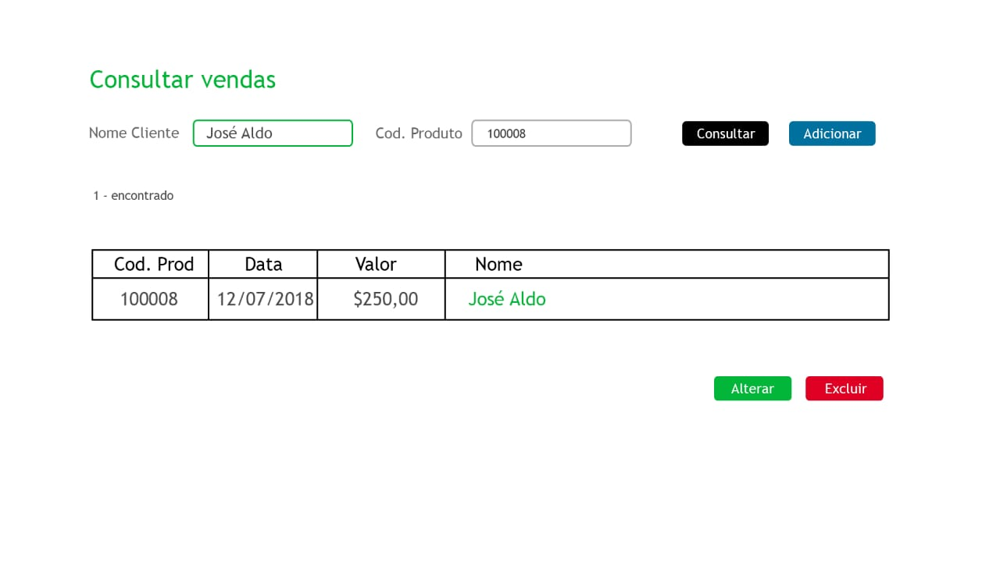 Consultar vendas
Nome Cliente José Aldo Cod. Produto 100008 Consultar Adicionar
1 - encontrado
Cod. Prod Data Valor Nome
100008 12/07/2018 $250,00 José Aldo
Alterar Excluir